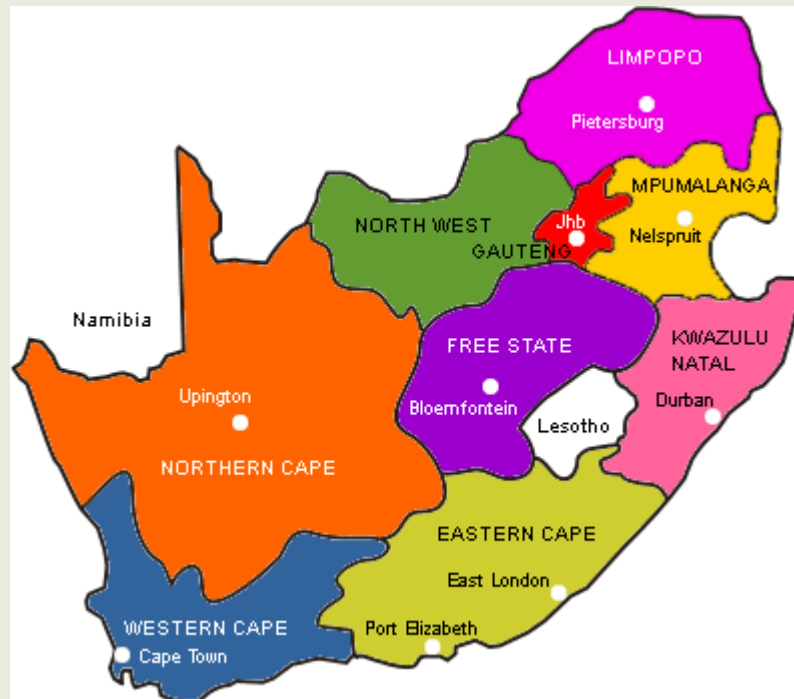 LIMPOPO
Pietersburg
MPUMALANGA
Jhb
NORTH WEST
Nelspruit
GAUTENG
Namibia
FREE STATE
KWAZULU
NATAL
Upington
Bloemfontein
Durban
Lesotho
NORTHERN CAPE
EASTERN CAPE
East London
WESTERN CAPE
Port Elizabeth
Cape Town